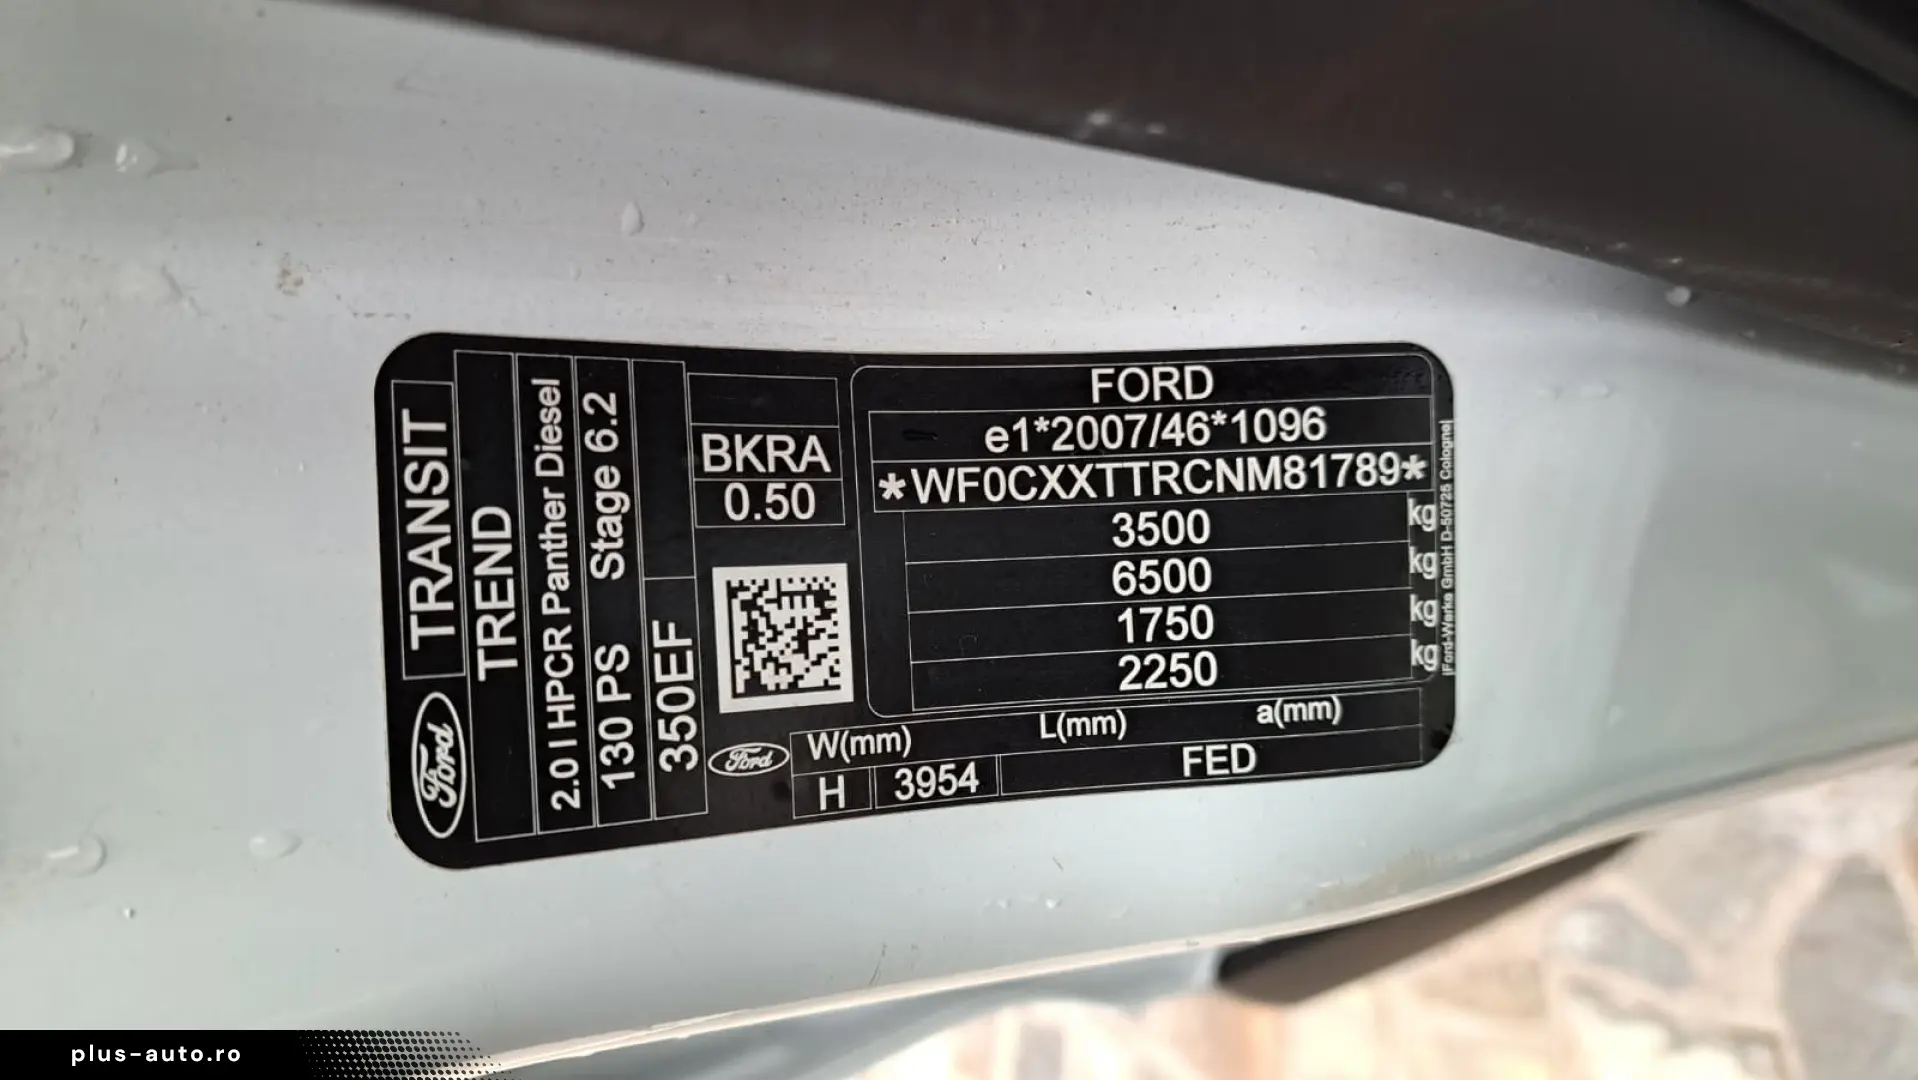 FORD
e1*2007/46*1096
*WF0CXXTTRCNM81789*
3500 kg
6500 kg
1750 kg
2250 kg
W(mm) L(mm) a(mm)
H 3954 FED
Ford
BKRA
0.50
Ford TRANSIT
TREND
2.0 l HPCR Panther Diesel
130 PS Stage 6.2
350EF
Ford-Werke GmbH D-50725 Cologne
plus-auto.ro